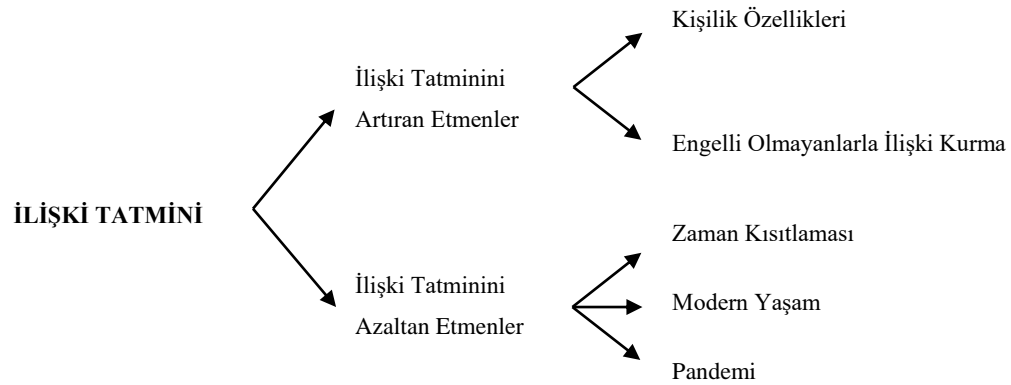 İLİŞKİ TATMİNİ
İlişki Tatminini
Artıran Etmenler
Kişilik Özellikleri
Engelli Olmayanlarla İlişki Kurma
İlişki Tatminini
Azaltan Etmenler
Zaman Kısıtlaması
Modern Yaşam
Pandemi